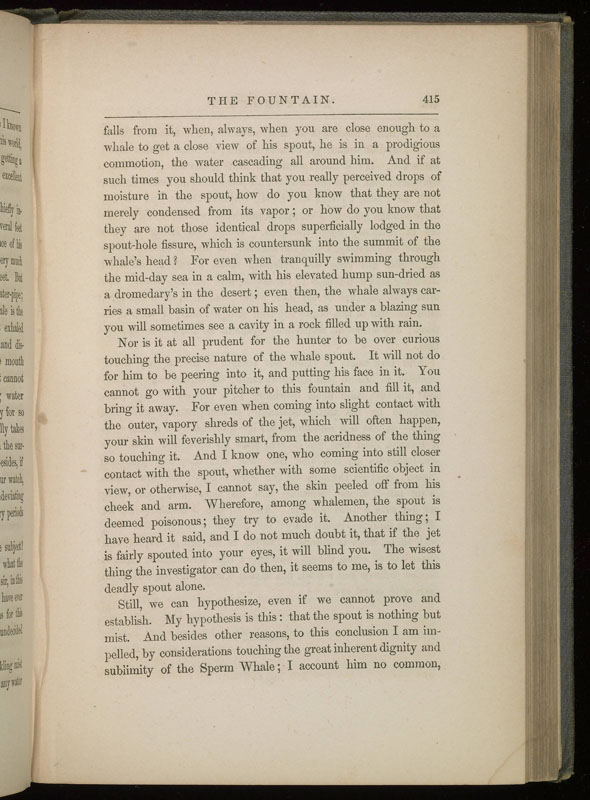 THE FOUNTAIN. 415
falls from it, when, always, when you are close enough to a
whale to get a close view of his spout, he is in a prodigious
commotion, the water cascading all around him. And if at
such times you should think that you really perceived drops of
moisture in the spout, how do you know that they are not
merely condensed from its vapor; or how do you know that
they are not those identical drops superficially lodged in the
spout-hole fissure, which is countersunk into the summit of the
whale's head? For even when tranquilly swimming through
the mid-day sea in a calm, with his elevated hump sun-dried as
a dromedary's in the desert; even then, the whale always car-
ries a small basin of water on his head, as under a blazing sun
you will sometimes see a cavity in a rock filled up with rain.
Nor is it at all prudent for the hunter to be over curious
touching the precise nature of the whale spout. It will not do
for him to be peering into it, and putting his face in it. You
cannot go with your pitcher to this fountain and fill it, and
bring it away. For even when coming into slight contact with
the outer, vapory shreds of the jet, which will often happen,
your skin will feverishly smart, from the acridness of the thing
so touching it. And I know one, who coming into still closer
contact with the spout, whether with some scientific object in
view, or otherwise, I cannot say, the skin peeled off from his
cheek and arm. Wherefore, among whalemen, the spout is
deemed poisonous; they try to evade it. Another thing; I
have heard it said, and I do not much doubt it, that if the jet
is fairly spouted into your eyes, it will blind you. The wisest
thing the investigator can do then, it seems to me, is to let this
deadly spout alone.
Still, we can hypothesize, even if we cannot prove and
establish. My hypothesis is this: that the spout is nothing but
mist. And besides other reasons, to this conclusion I am im-
pelled, by considerations touching the great inherent dignity and
sublimity of the Sperm Whale; I account him no common,